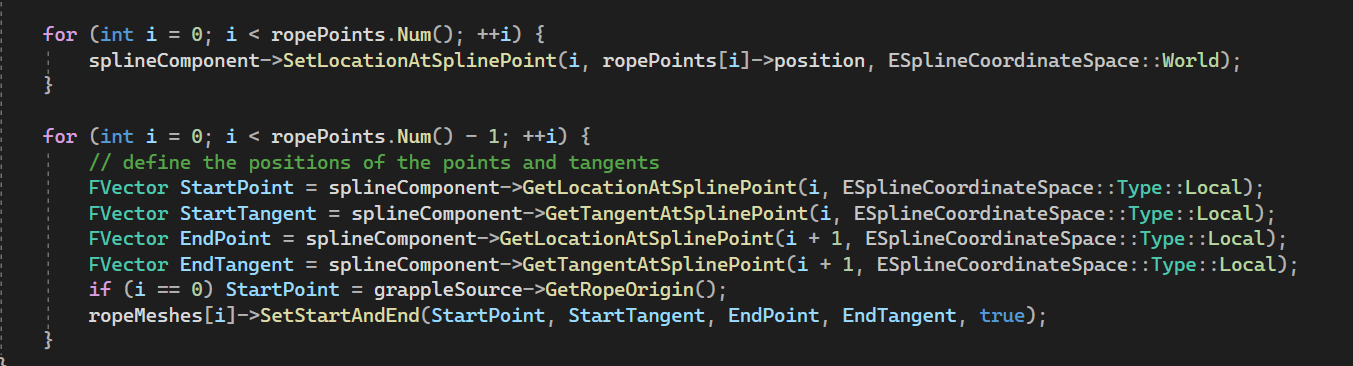 for (int i = 0; i < ropePoints.Num(); ++i) {
splineComponent->SetLocationAtSplinePoint(i, ropePoints[i]->position, ESplineCoordinateSpace::World);
}
for (int i = 0; i < ropePoints.Num() - 1; ++i) {
// define the positions of the points and tangents
FVector StartPoint = splineComponent->GetLocationAtSplinePoint(i, ESplineCoordinateSpace::Type::Local);
FVector StartTangent = splineComponent->GetTangentAtSplinePoint(i, ESplineCoordinateSpace::Type::Local);
FVector EndPoint = splineComponent->GetLocationAtSplinePoint(i + 1, ESplineCoordinateSpace::Type::Local);
FVector EndTangent = splineComponent->GetTangentAtSplinePoint(i + 1, ESplineCoordinateSpace::Type::Local);
if (i == 0) StartPoint = grappleSource->GetRopeOrigin();
ropeMeshes[i]->SetStartAndEnd(StartPoint, StartTangent, EndPoint, EndTangent, true);
}
}